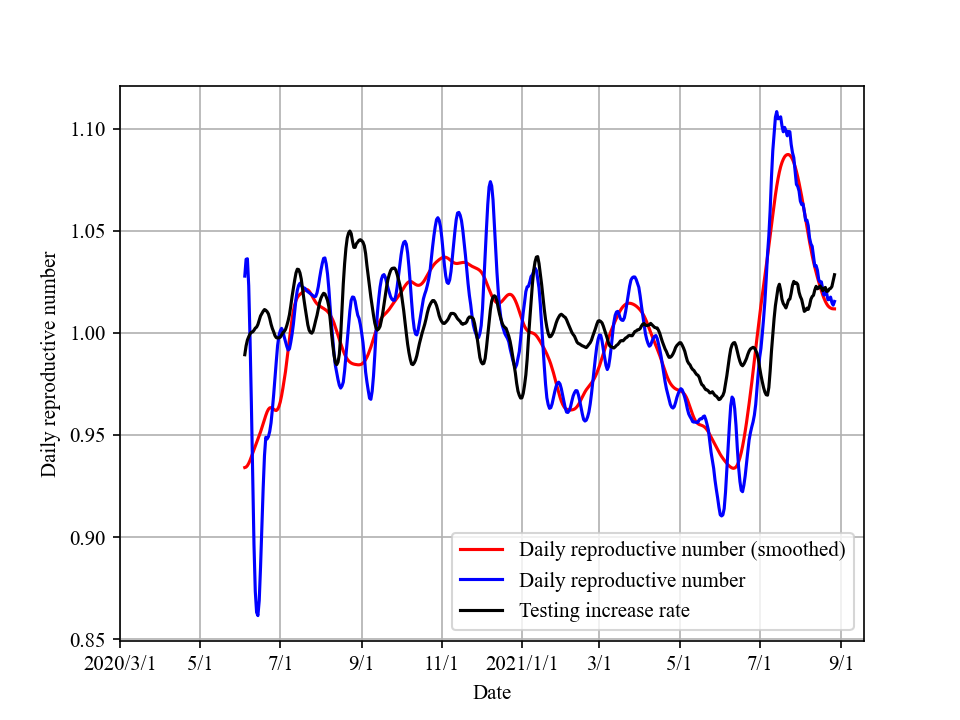 1.10
1.05
1.00
0.95
0.90
0.85
Daily reproductive number
Daily reproductive number (smoothed)
Daily reproductive number
Testing increase rate
2020/3/1 5/1 7/1 9/1 11/1 2021/1/1 3/1 5/1 7/1 9/1
Date